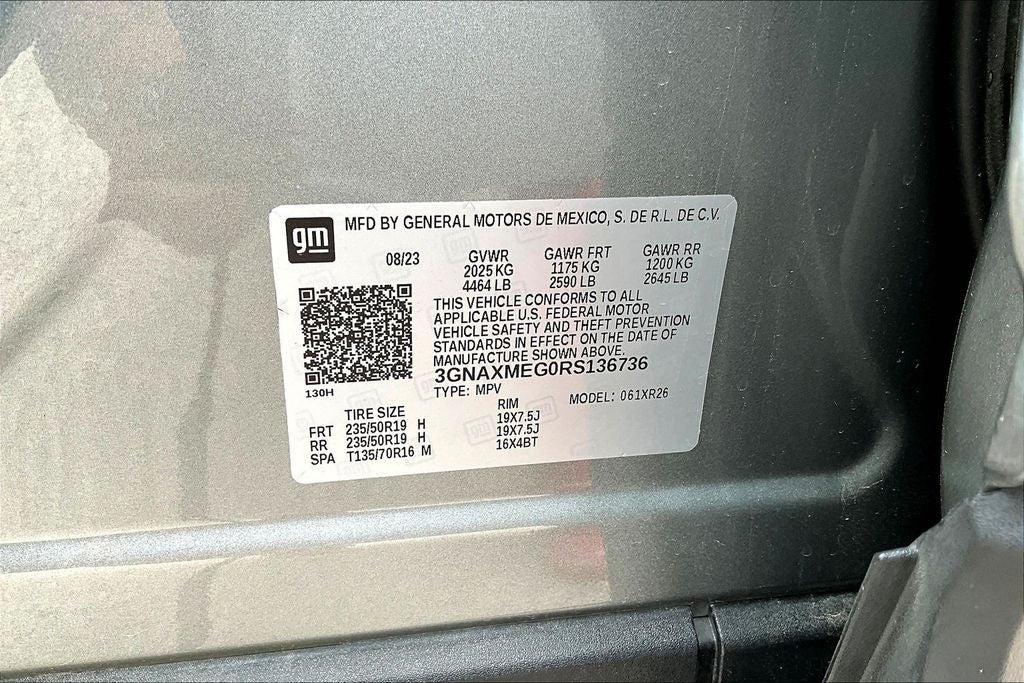 gm
MFD BY GENERAL MOTORS DE MEXICO, S. DE R.L. DE C.V.
08/23 GVWR GAWR FRT GAWR RR
2025 KG 1175 KG 1200 KG
4464 LB 2590 LB 2645 LB
THIS VEHICLE CONFORMS TO ALL
APPLICABLE U.S. FEDERAL MOTOR
VEHICLE SAFETY AND THEFT PREVENTION
STANDARDS IN EFFECT ON THE DATE OF
MANUFACTURE SHOWN ABOVE.
3GNAXMEG0RS136736
130H
TYPE: MPV MODEL: 061XR26
TIRE SIZE RIM
FRT 235/50R19 H 19X7.5J
RR 235/50R19 H 19X7.5J
SPA T135/70R16 M 16X4BT